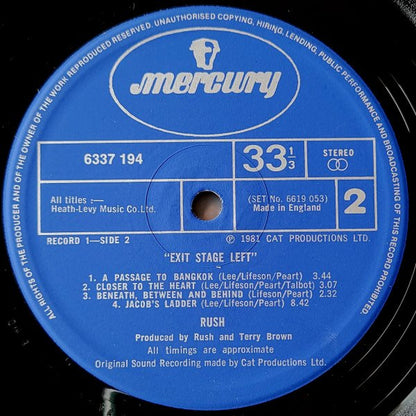 ALL RIGHTS OF THE PRODUCER AND OF THE OWNER OF THE WORK REPRODUCED RESERVED. UNAUTHORISED COPYING, HIRING, LENDING, PUBLIC PERFORMANCE AND BROADCASTING OF THIS RECORD PROHIBITED.
mercury
6337 194
33 1/3
STEREO
All titles :—
Heath-Levy Music Co.Ltd.
(SET No. 6619 053)
Made in England
2
RECORD 1—SIDE 2
℗ 1981 CAT PRODUCTIONS LTD.
"EXIT STAGE LEFT"
1. A PASSAGE TO BANGKOK (Lee/Lifeson/Peart) 3.44
2. CLOSER TO THE HEART (Lee/Lifeson/Peart/Talbot) 3.08
3. BENEATH, BETWEEN AND BEHIND (Lee/Lifeson/Peart) 2.32
4. JACOB'S LADDER (Lee/Lifeson/Peart) 8.42
RUSH
Produced by Rush and Terry Brown
All timings are approximate
Original Sound Recording made by Cat Productions Ltd.